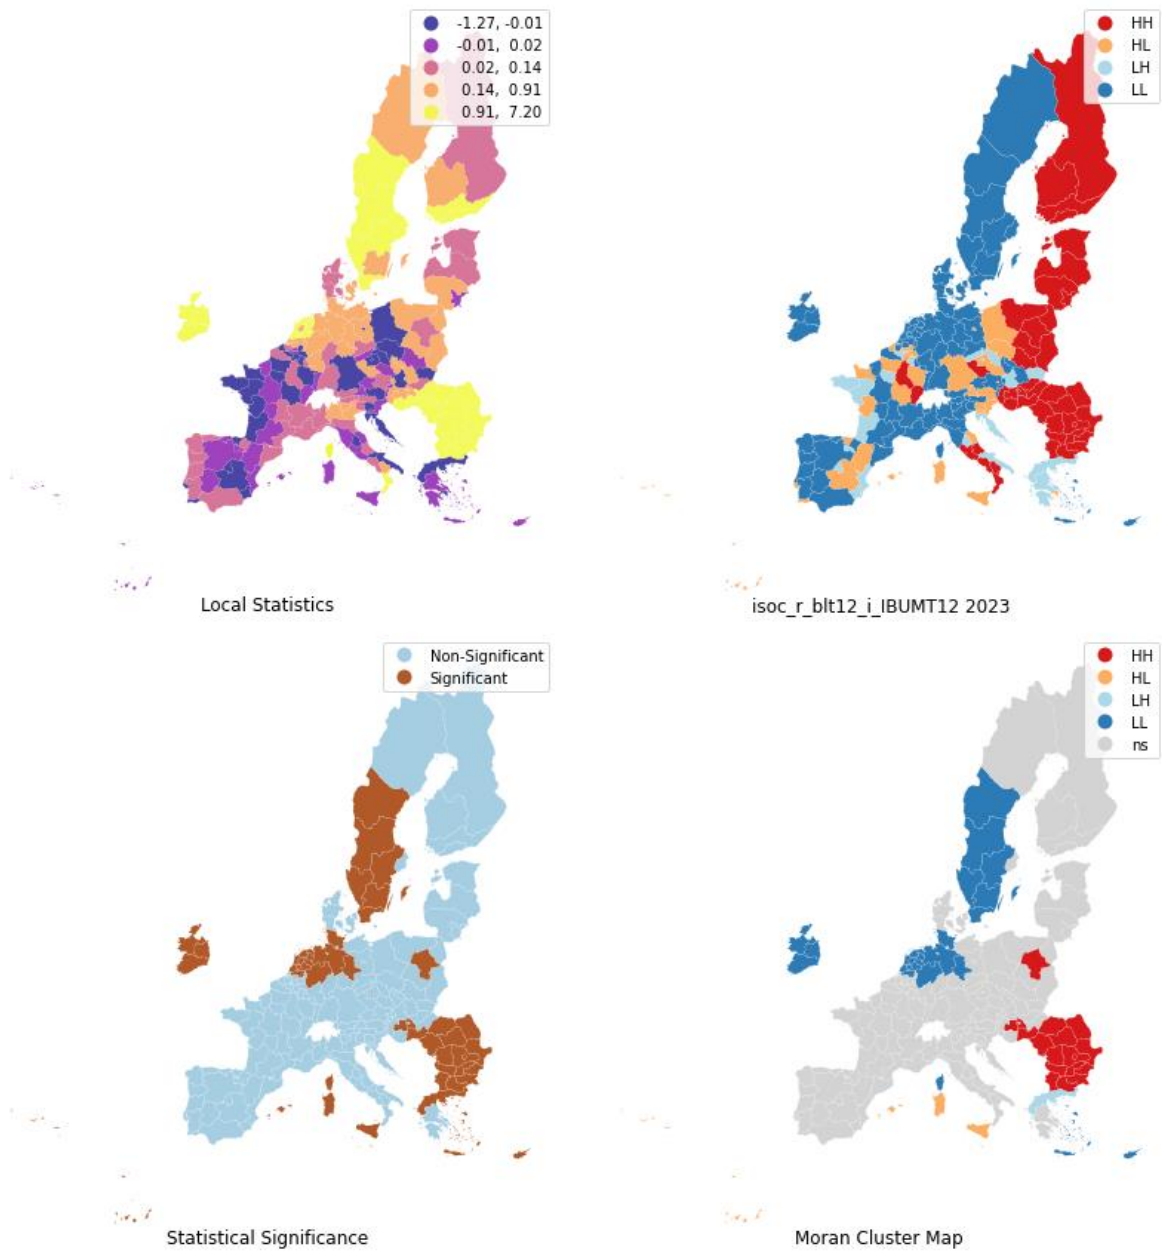 -1.27, -0.01
-0.01, 0.02
0.02, 0.14
0.14, 0.91
0.91, 7.20
Local Statistics
HH
HL
LH
LL
isoc_r_blt12_i_IBUMT12 2023
Non-Significant
Significant
Statistical Significance
HH
HL
LH
LL
ns
Moran Cluster Map